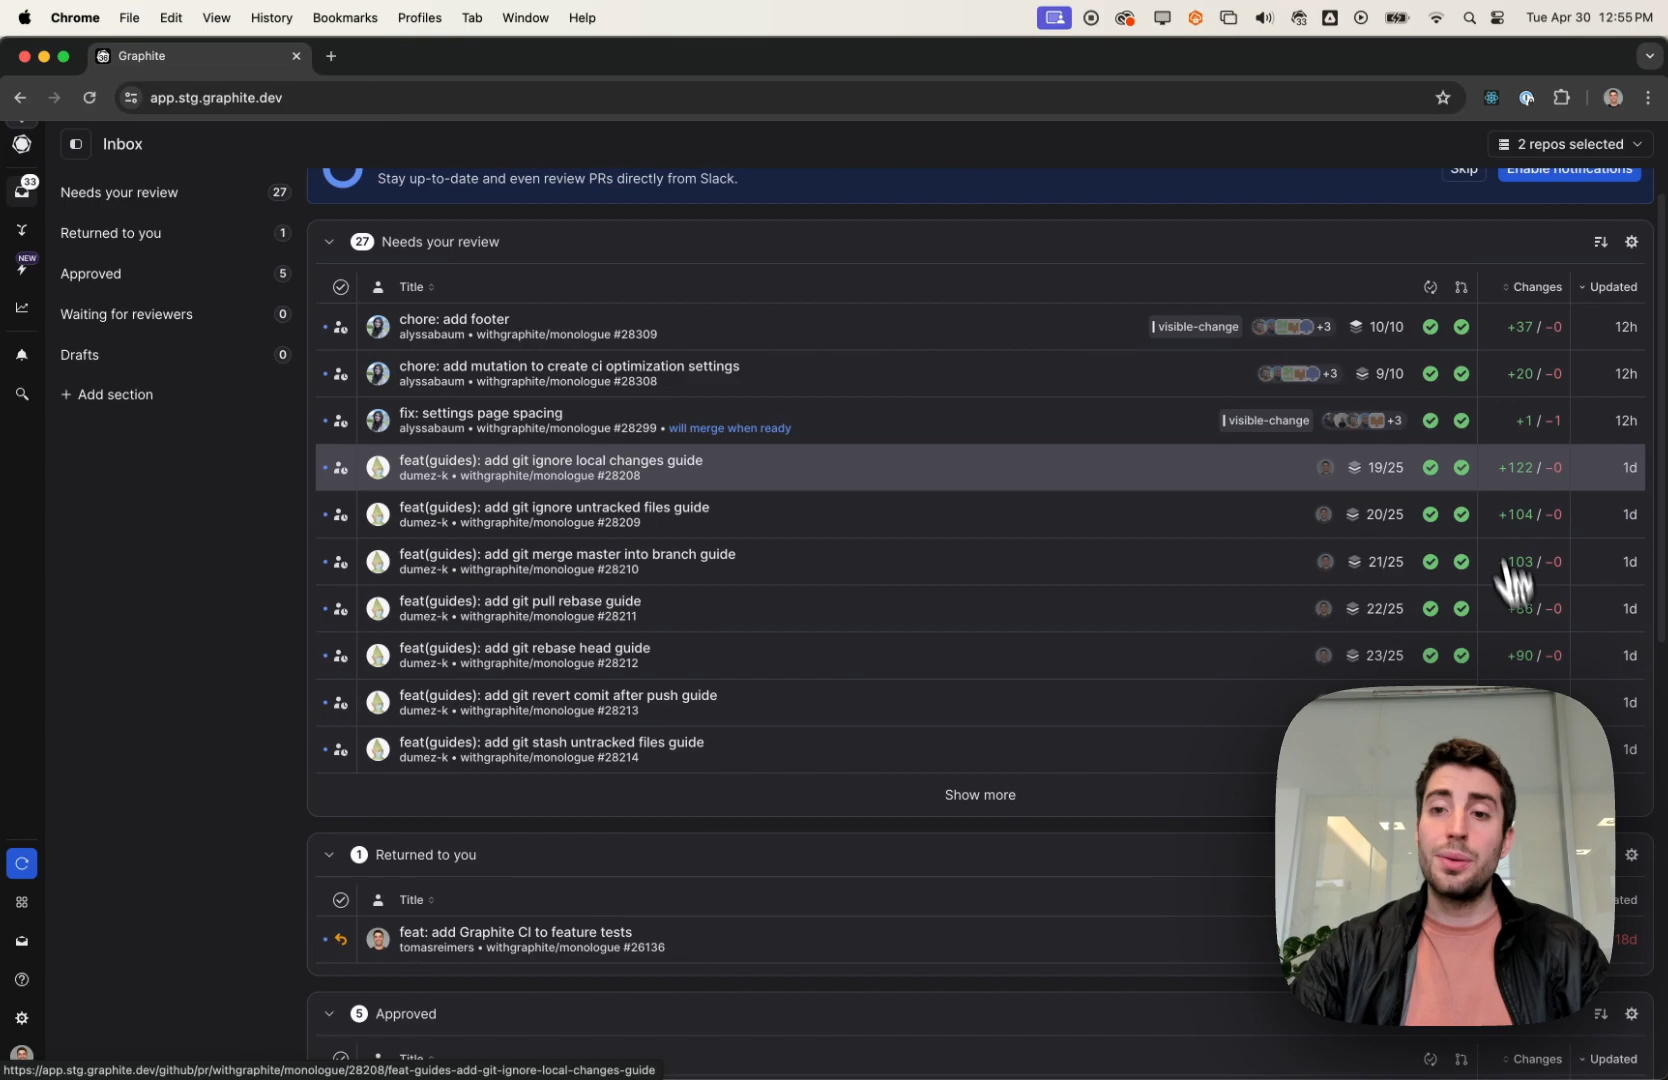 Chrome File Edit View History Bookmarks Profiles Tab Window Help 33 Tue Apr 30 12:55 PM
Graphite
app.stg.graphite.dev
Inbox
2 repos selected
33
Needs your review 27
Returned to you 1
NEW
Approved 5
Waiting for reviewers 0
Drafts 0
+ Add section
Stay up-to-date and even review PRs directly from Slack.
Skip Enable notifications
27 Needs your review
Title Changes Updated
chore: add footer
alyssabaum • withgraphite/monologue #28309
visible-change +3 10/10 +37 / −0 12h
chore: add mutation to create ci optimization settings
alyssabaum • withgraphite/monologue #28308
+3 9/10 +20 / −0 12h
fix: settings page spacing
alyssabaum • withgraphite/monologue #28299 • will merge when ready
visible-change +3 +1 / −1 12h
feat(guides): add git ignore local changes guide
dumez-k • withgraphite/monologue #28208
19/25 +122 / −0 1d
feat(guides): add git ignore untracked files guide
dumez-k • withgraphite/monologue #28209
20/25 +104 / −0 1d
feat(guides): add git merge master into branch guide
dumez-k • withgraphite/monologue #28210
21/25 +103 / −0 1d
feat(guides): add git pull rebase guide
dumez-k • withgraphite/monologue #28211
22/25 / −0 1d
feat(guides): add git rebase head guide
dumez-k • withgraphite/monologue #28212
23/25 +90 / −0 1d
feat(guides): add git revert comit after push guide
dumez-k • withgraphite/monologue #28213
1d
feat(guides): add git stash untracked files guide
dumez-k • withgraphite/monologue #28214
1d
Show more
1 Returned to you
Title
feat: add Graphite CI to feature tests
tomasreimers • withgraphite/monologue #26136
18d
5 Approved
Title Changes Updated
https://app.stg.graphite.dev/github/pr/withgraphite/monologue/28208/feat-guides-add-git-ignore-local-changes-guide